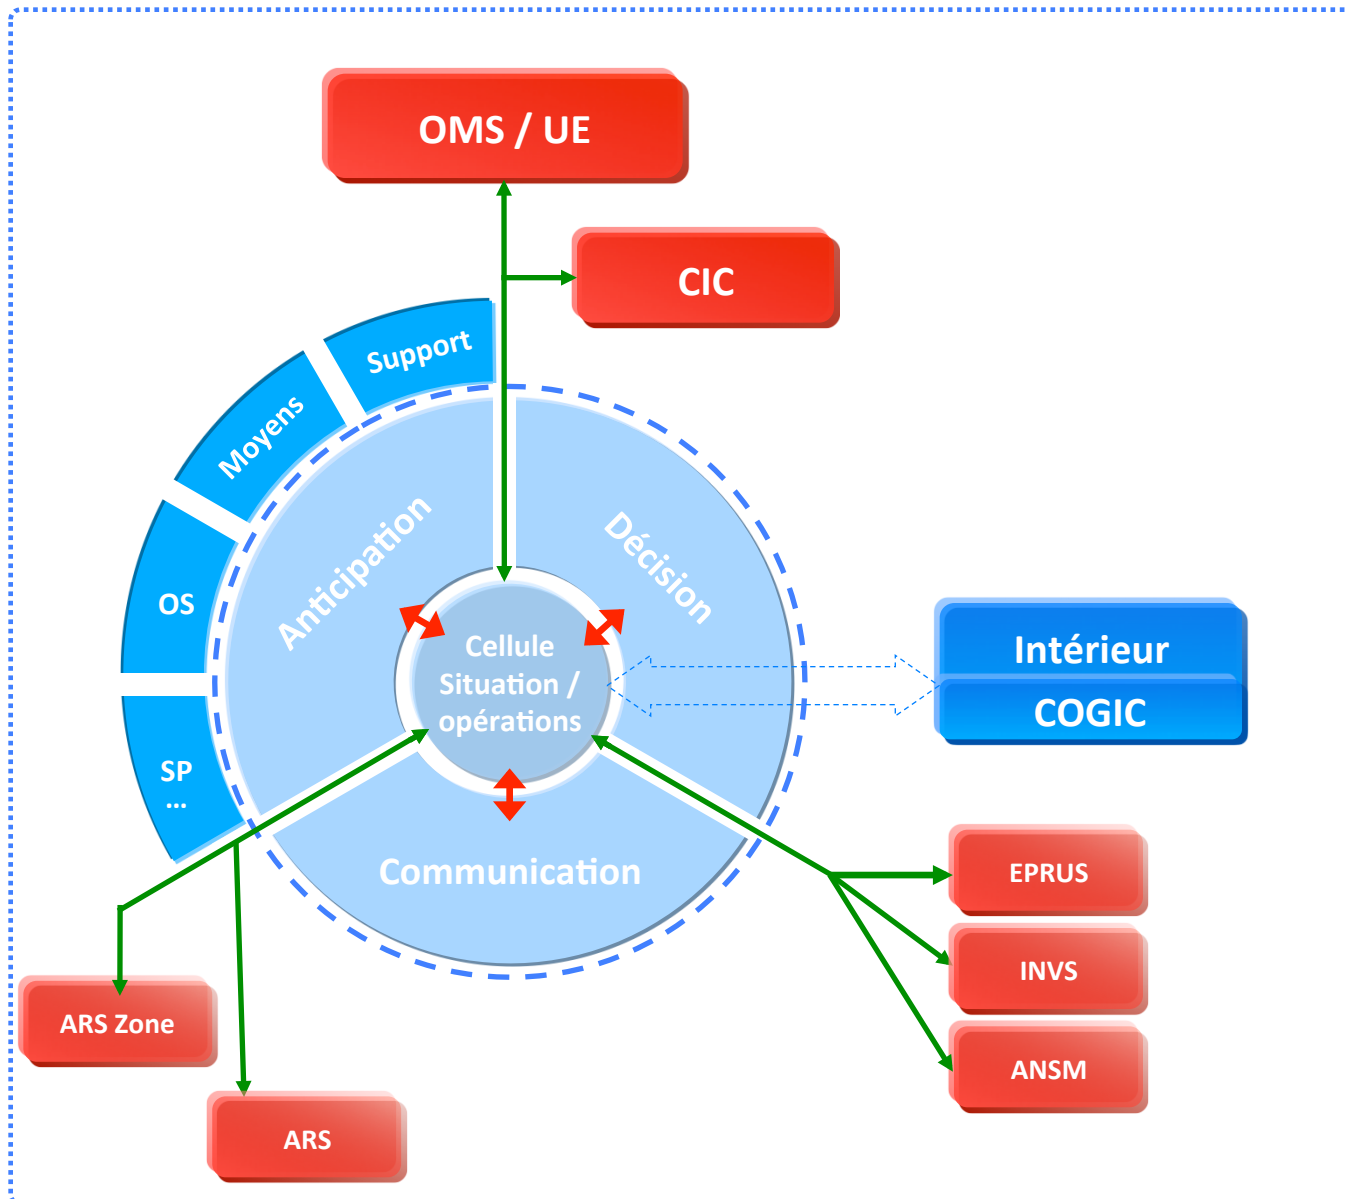 OMS / UE
CIC
Support
Moyens
OS
SP
...
Anticipation
Décision
Cellule
Situation /
opérations
Communication
Intérieur
COGIC
EPRUS
INVS
ANSM
ARS Zone
ARS